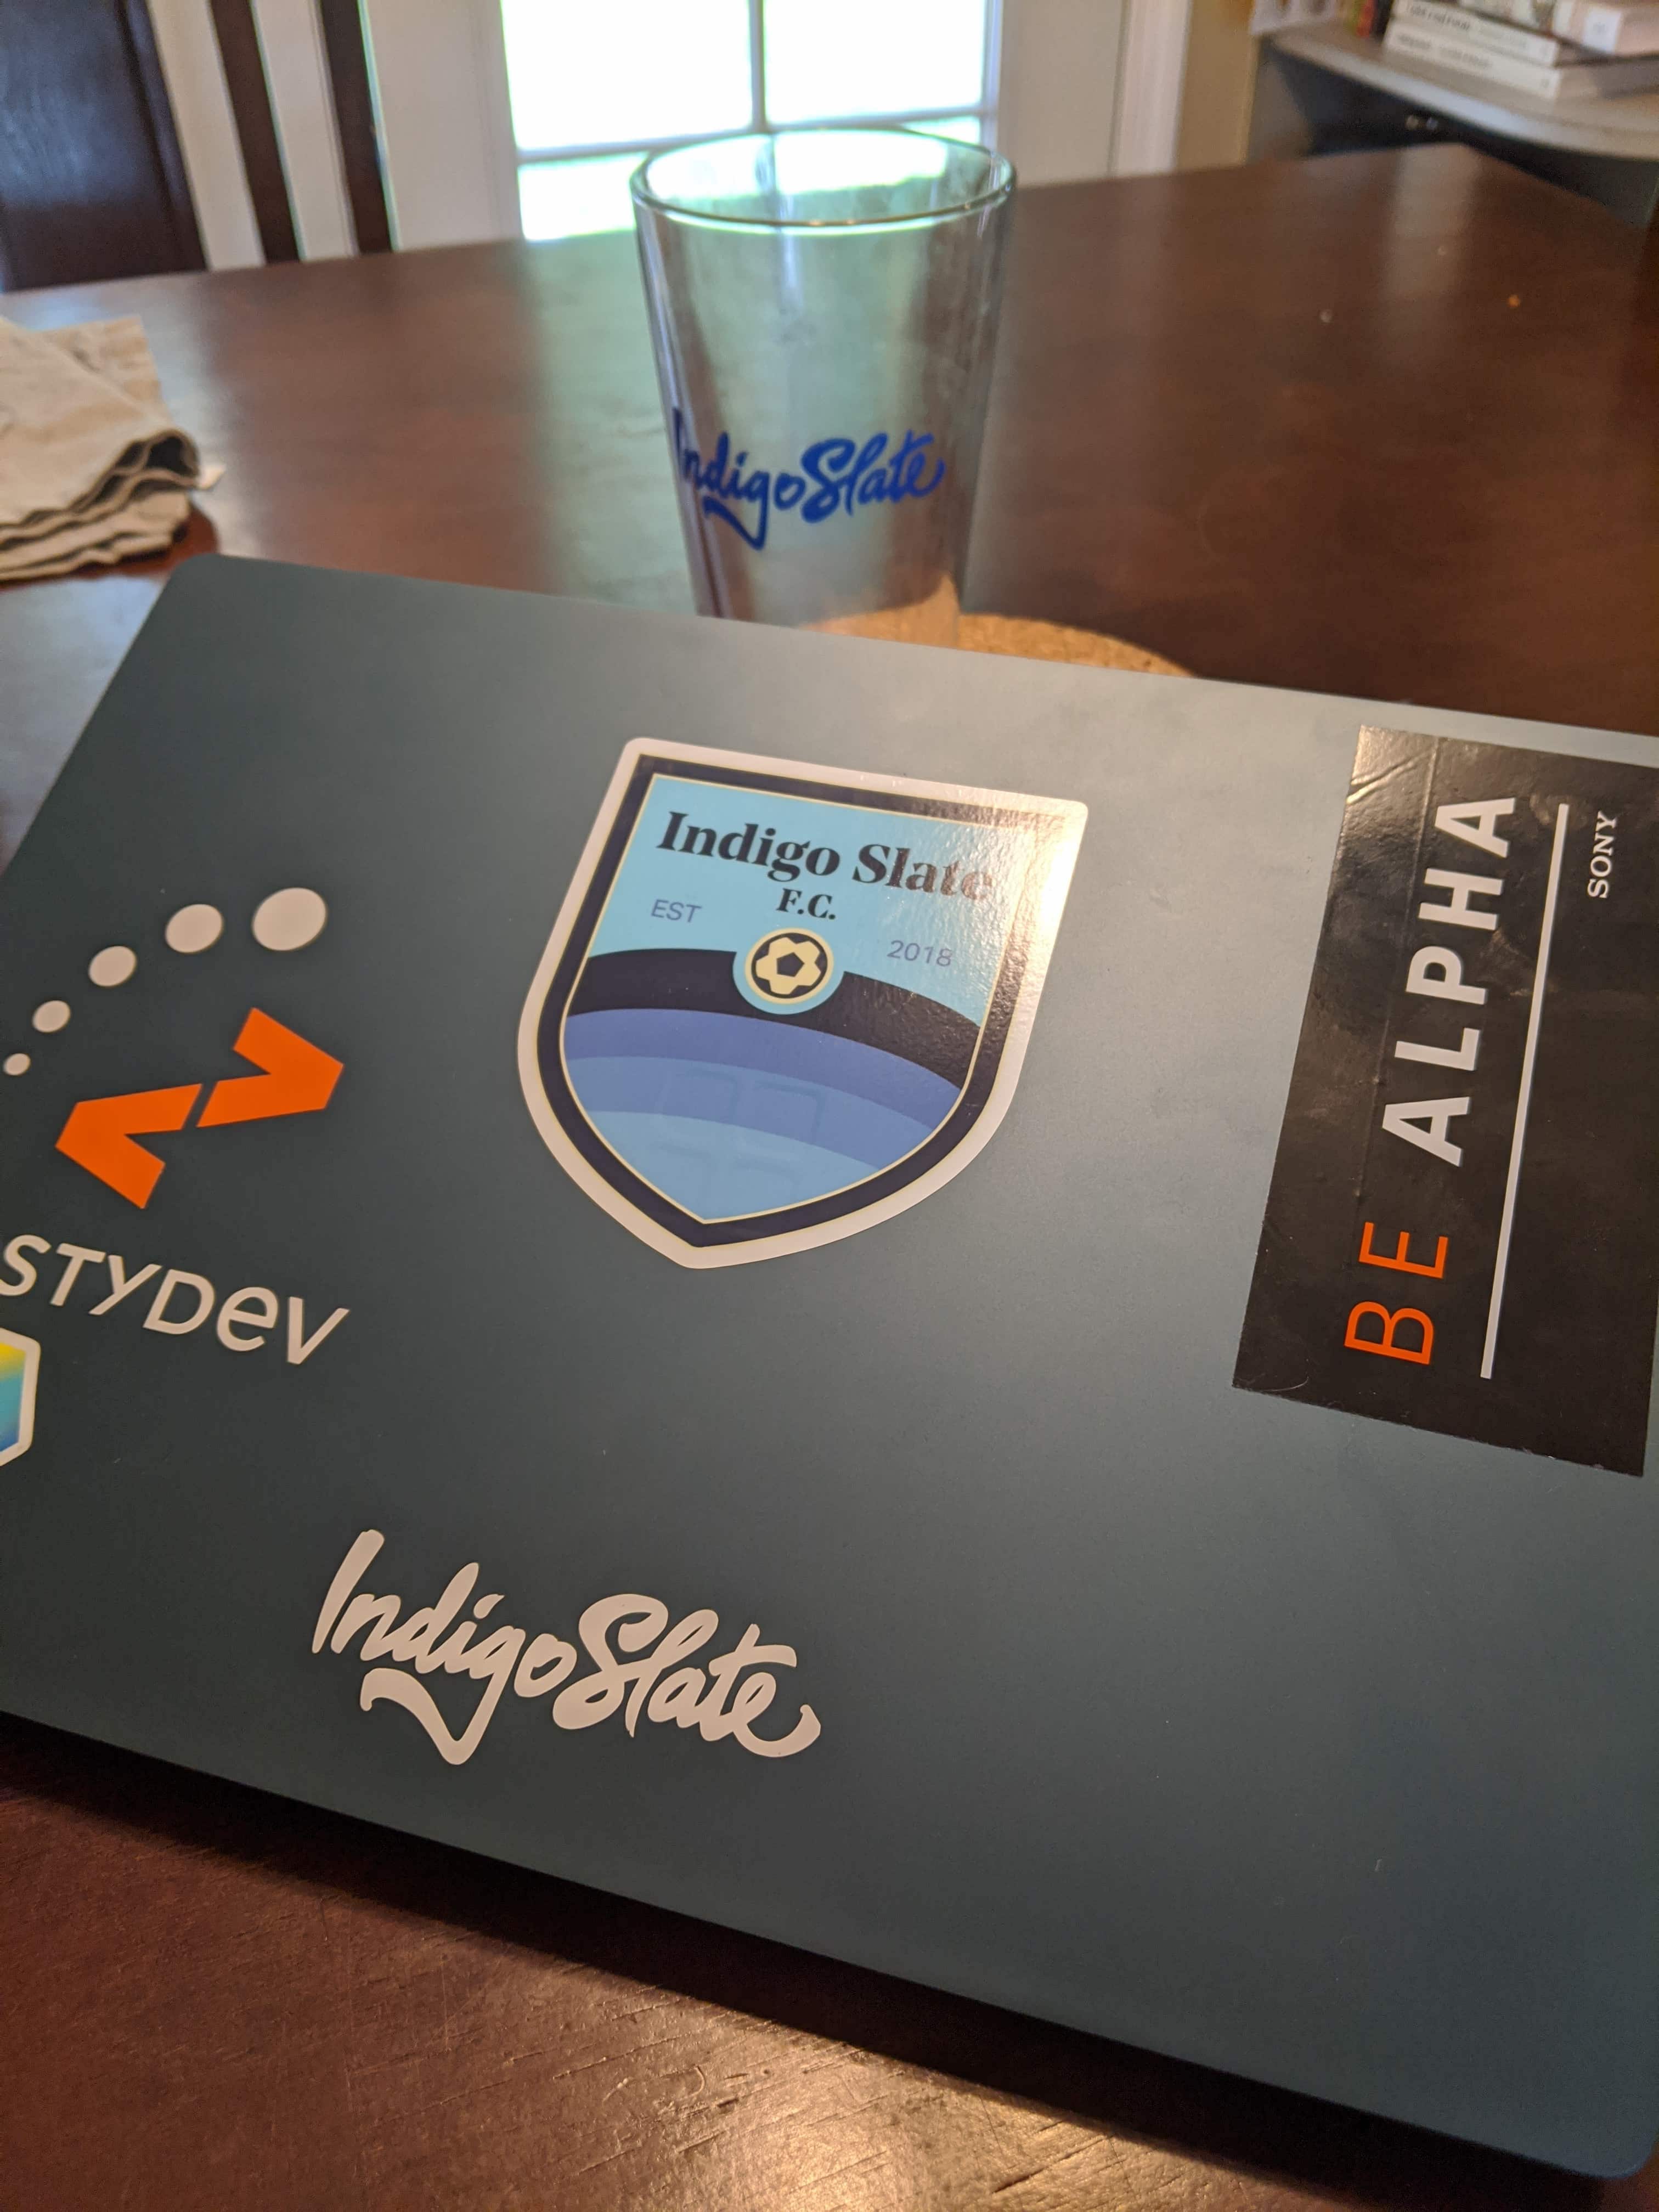 IndigoSlate
Indigo Slate
F.C.
EST
2018
BE ALPHA
SONY
STYDEV
IndigoSlate